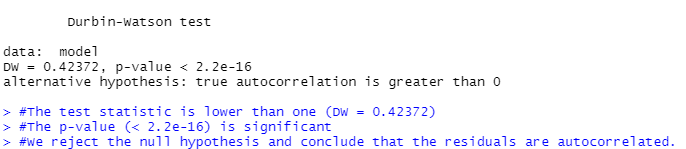 Durbin-Watson test
data:  model
DW = 0.42372, p-value < 2.2e-16
alternative hypothesis: true autocorrelation is greater than 0
> #The test statistic is lower than one (DW = 0.42372)
> #The p-value (< 2.2e-16) is significant
> #We reject the null hypothesis and conclude that the residuals are autocorrelated.